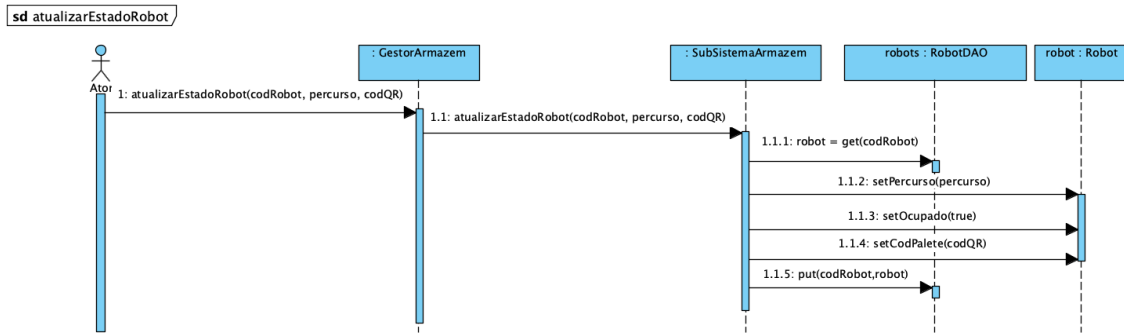 sd atualizarEstadoRobot
: GestorArmazem
: SubSistemaArmazem
robots : RobotDAO
robot : Robot
Ator
1: atualizarEstadoRobot(codRobot, percurso, codQR)
1.1: atualizarEstadoRobot(codRobot, percurso, codQR)
1.1.1: robot = get(codRobot)
1.1.2: setPercurso(percurso)
1.1.3: setOcupado(true)
1.1.4: setCodPalete(codQR)
1.1.5: put(codRobot,robot)